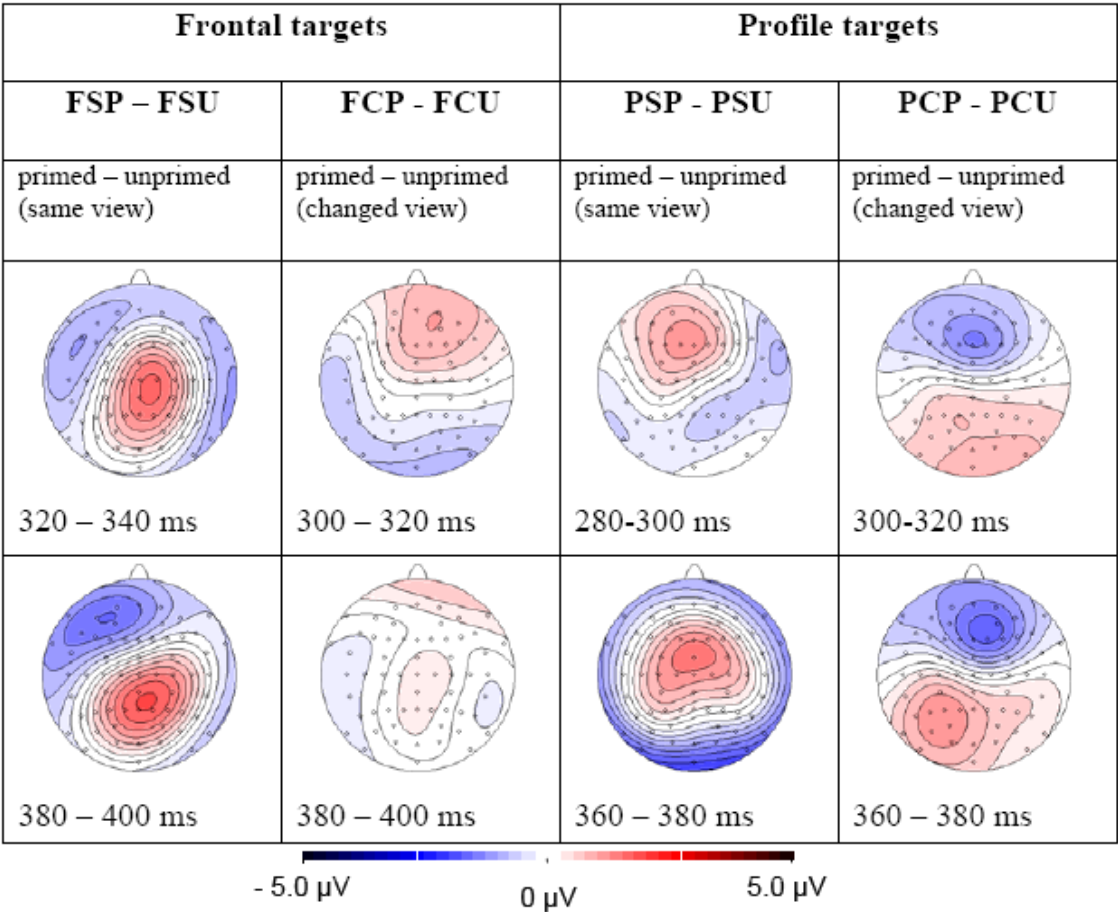 Frontal targets
Profile targets
FSP – FSU
FCP - FCU
PSP - PSU
PCP - PCU
primed – unprimed
(same view)
primed – unprimed
(changed view)
primed – unprimed
(same view)
primed – unprimed
(changed view)
320 – 340 ms
300 – 320 ms
280-300 ms
300-320 ms
380 – 400 ms
380 – 400 ms
360 – 380 ms
360 – 380 ms
- 5.0 µV
0 µV
5.0 µV